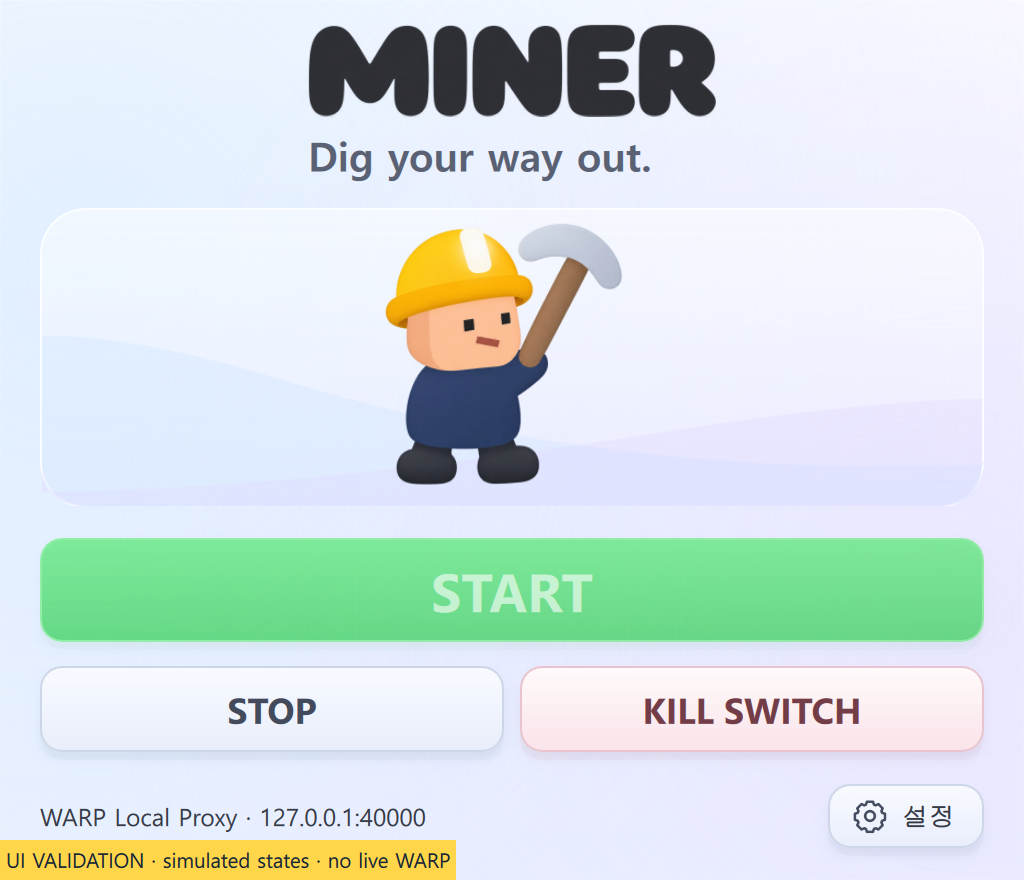 MINER
Dig your way out.
START
STOP
KILL SWITCH
WARP Local Proxy · 127.0.0.1:40000
설정
UI VALIDATION · simulated states · no live WARP